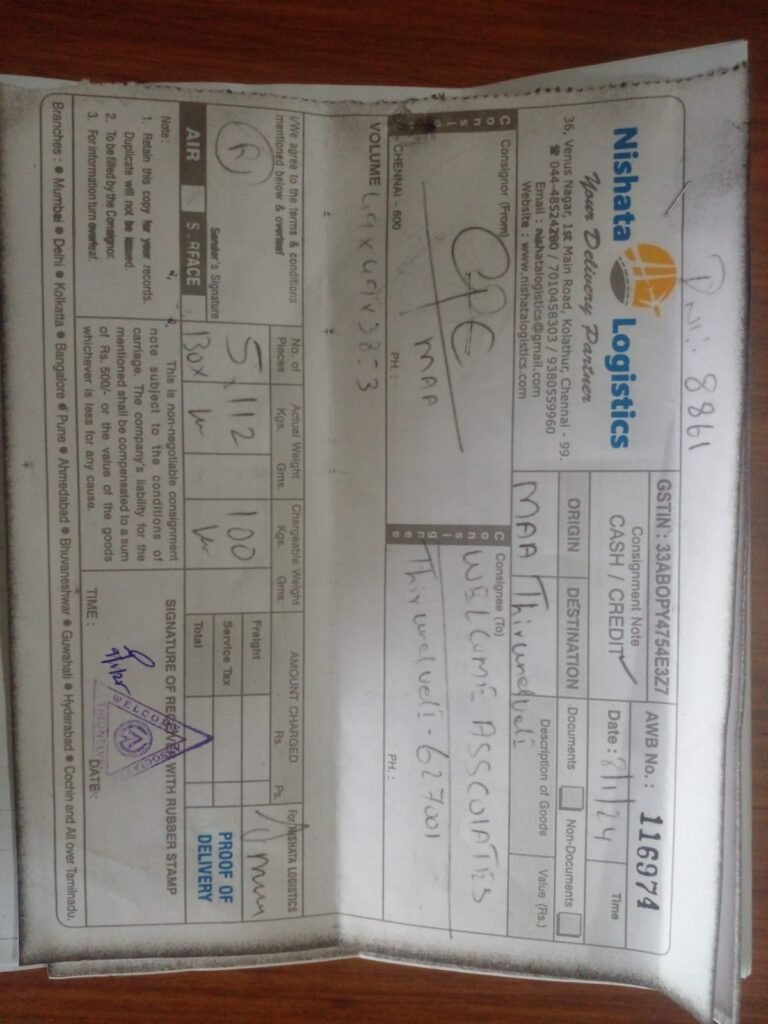 PNI: 8861
Nishata Logistics
Your Delivery Partner
36, Venus Nagar, 1st Main Road, Kolathur, Chennai - 99.
☎ 044-48524290 / 7010458303 / 9380559960
Email : Nishatalogistics@gmail.com
Website : www.nishatalogistics.com
GSTIN : 33ABOPY4754E3Z7
AWB No.: 116974
Consignment Note
CASH / CREDIT ✓
Date : 8/1/24
Time
ORIGIN
DESTINATION
Documents
Non-Documents
MAA
Thirunelveli
Description of Goods
Value (Rs.)
Consignor
Consignor (From)
CPC
MAA
CHENNAI - 600
PH.:
Consignee
Consignee (To)
WELCOME ASSCOIATIES
Thirunelveli - 627001
PH.:
VOLUME 49x49x38:3
I/We agree to the terms & conditions
mentioned below & overleaf
Sender's Signature
No. of Pieces
Actual Weight
Kgs. Gms.
Chargeable Weight
Kgs. Gms.
AMOUNT CHARGED
Rs. Ps.
5
BOX
112
100
Freight
Service Tax
Total
For NISHATA LOGISTICS
AIR
SURFACE
PROOF OF
DELIVERY
Note:
1. Retain this copy for your records.
Duplicate will not be issued.
2. To be filled by the Consignor.
3. For information turn overleaf.
This is non-negotiable consignment
note subject to the conditions of
carriage. The company's liability for the
mentioned shall be compensated to a sum
of Rs. 500/- or the value of the goods
whichever is less for any cause.
SIGNATURE OF RECEIVER WITH RUBBER STAMP
WELCOME
TIME :
DATE :
Branches : ● Mumbai ● Delhi ● Kolkatta ● Bangalore ● Pune ● Ahmedabad ● Bhuvaneshwar ● Guwahati ● Hyderabad ● Cochin and All over Tamilnadu.